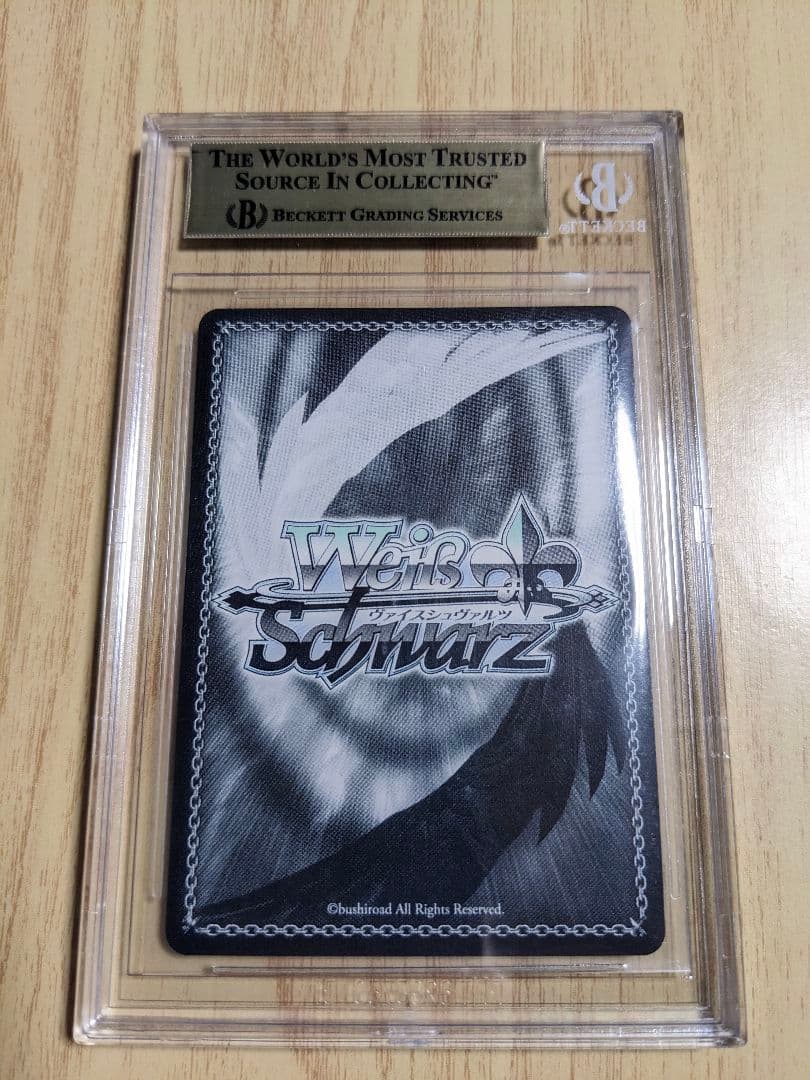 THE WORLD'S MOST TRUSTED
SOURCE IN COLLECTING™
B BECKETT GRADING SERVICES
B
BECKETT®
Weiß
ヴァイスシュヴァルツ
Schwarz
©bushiroad All Rights Reserved.